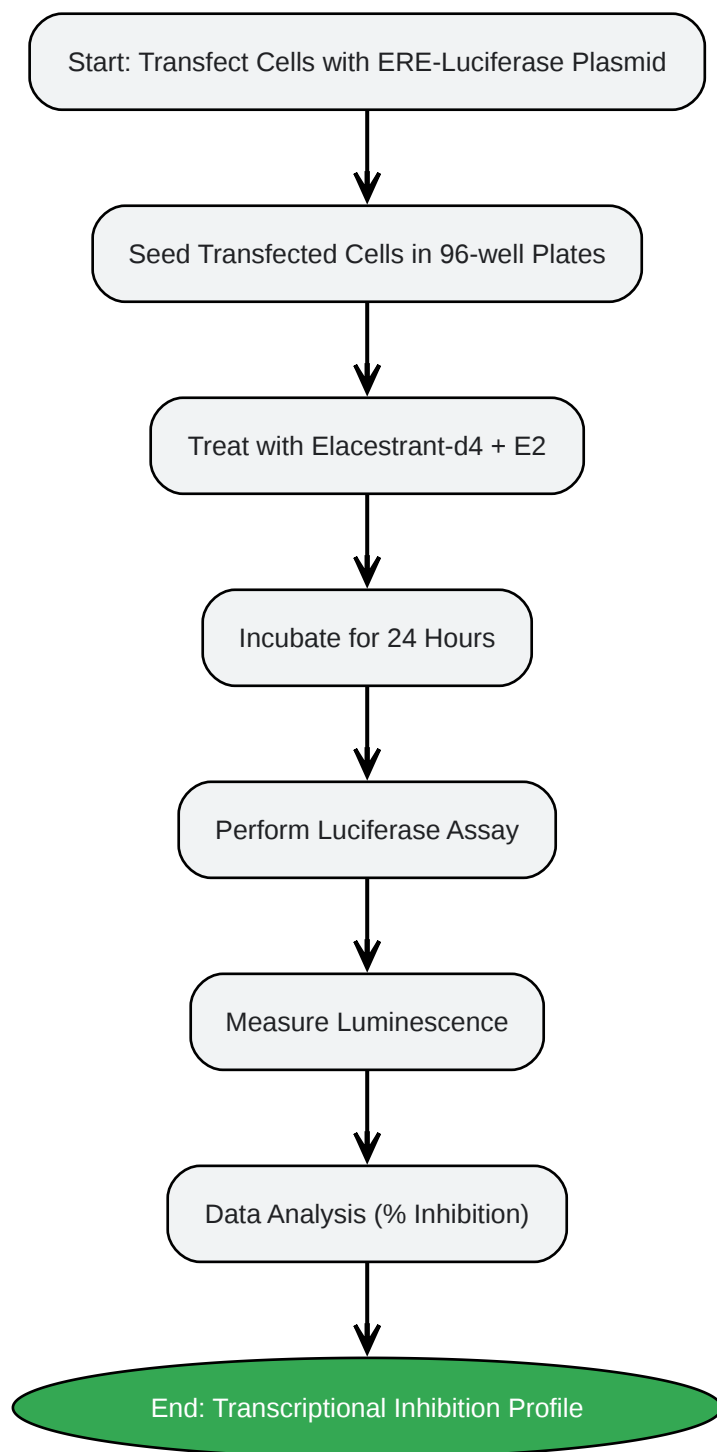 Start: Transfect Cells with ERE-Luciferase Plasmid
Seed Transfected Cells in 96-well Plates
Treat with Elacestrant-d4 + E2
Incubate for 24 Hours
Perform Luciferase Assay
Measure Luminescence
Data Analysis (% Inhibition)
End: Transcriptional Inhibition Profile